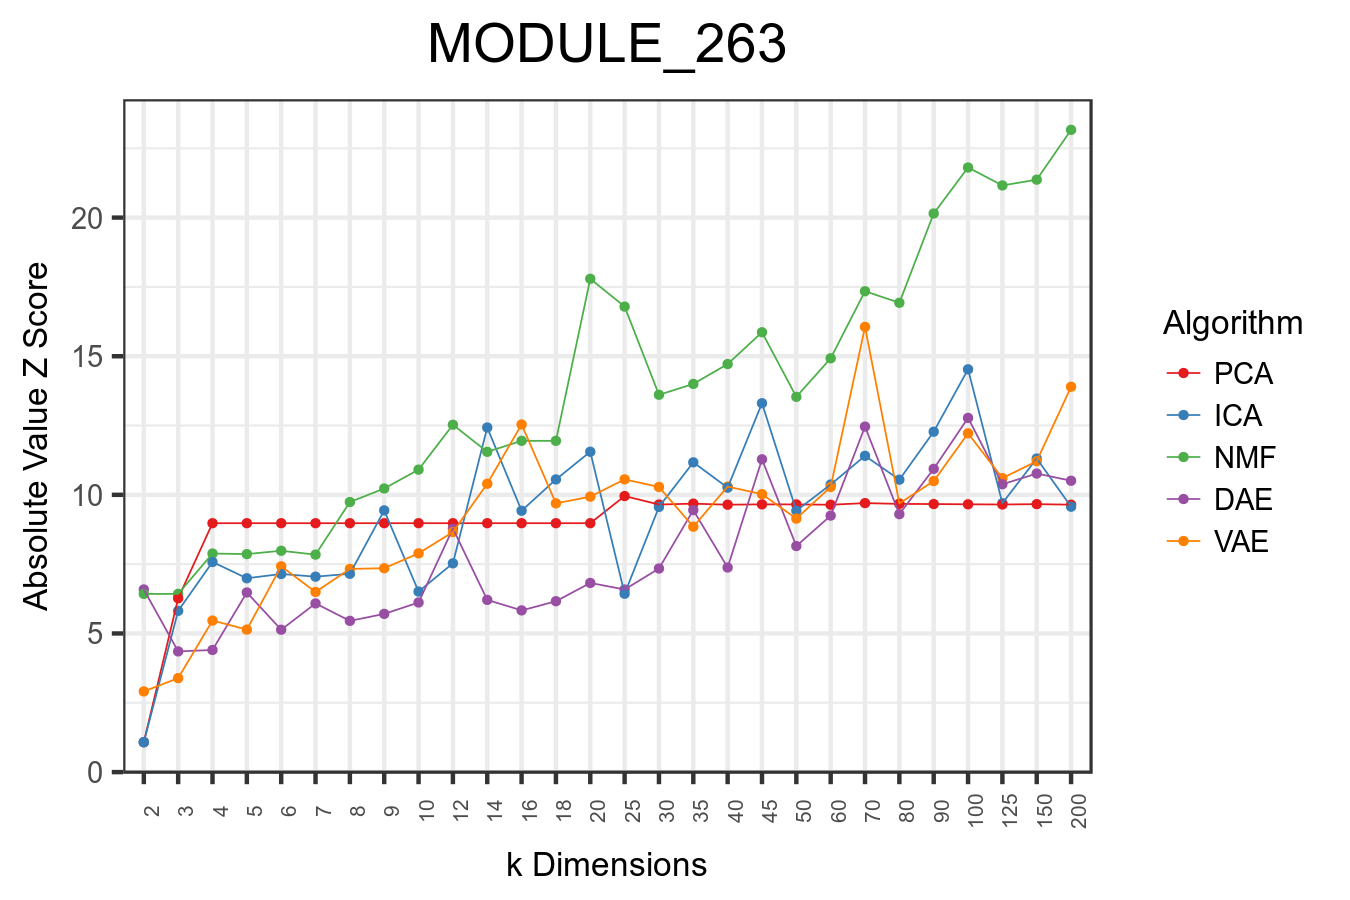 MODULE_263
Absolute Value Z Score
20
15
10
5
0
2 3 4 5 6 7 8 9 10 12 14 16 18 20 25 30 35 40 45 50 60 70 80 90 100 125 150 200
k Dimensions
Algorithm
PCA
ICA
NMF
DAE
VAE